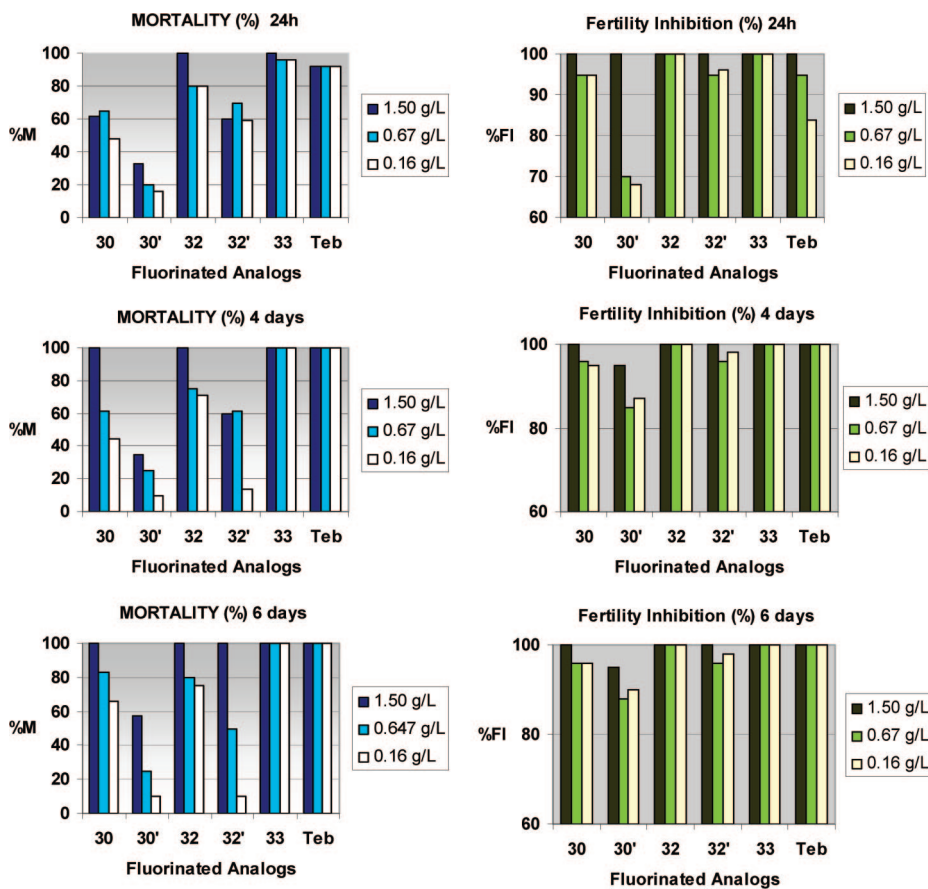 MORTALITY (%) 24h
100
80
60
40
20
0
%M
30 30' 32 32' 33 Teb
Fluorinated Analogs
1.50 g/L
0.67 g/L
0.16 g/L
Fertility Inhibition (%) 24h
100
90
80
70
60
%FI
30 30' 32 32' 33 Teb
Fluorinated Analogs
1.50 g/L
0.67 g/L
0.16 g/L
MORTALITY (%) 4 days
100
80
60
40
20
0
%M
30 30' 32 32' 33 Teb
Fluorinated Analogs
1.50 g/L
0.67 g/L
0.16 g/L
Fertility Inhibition (%) 4 days
100
80
60
%FI
30 30' 32 32' 33 Teb
Fluorinated Analogs
1.50 g/L
0.67 g/L
0.16 g/L
MORTALITY (%) 6 days
100
80
60
40
20
0
%M
30 30' 32 32' 33 Teb
Fluorinated Analogs
1.50 g/L
0.647 g/L
0.16 g/L
Fertility Inhibition (%) 6 days
100
80
60
%FI
30 30' 32 32' 33 Teb
Fluorinated Analogs
1.50 g/L
0.67 g/L
0.16 g/L